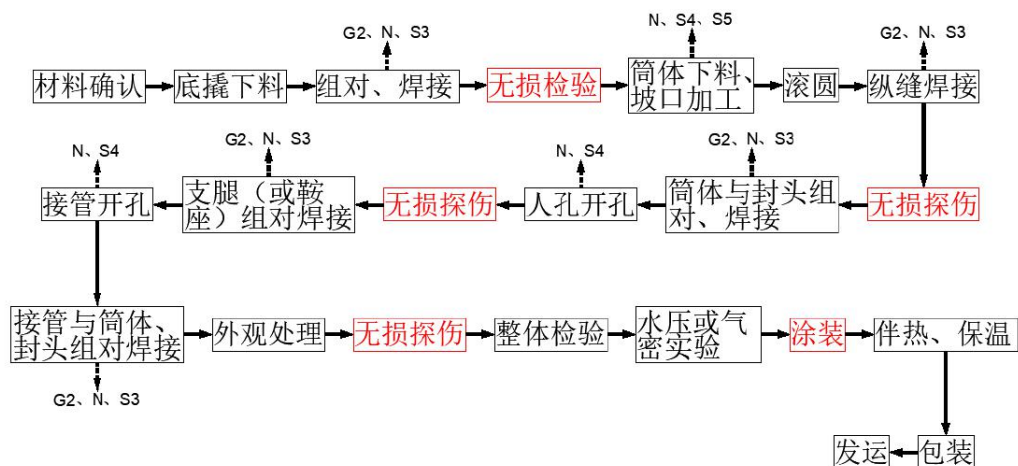 G2、N、S3
N、S4、S5
G2、N、S3
材料确认
底撬下料
组对、焊接
无损检验
筒体下料、
坡口加工
滚圆
纵缝焊接
N、S4
G2、N、S3
N、S4
G2、N、S3
接管开孔
支腿（或鞍
座）组对焊接
无损探伤
人孔开孔
筒体与封头组
对、焊接
无损探伤
接管与筒体、
封头组对焊接
外观处理
无损探伤
整体检验
水压或气
密实验
涂装
伴热、保温
G2、N、S3
发运
包装